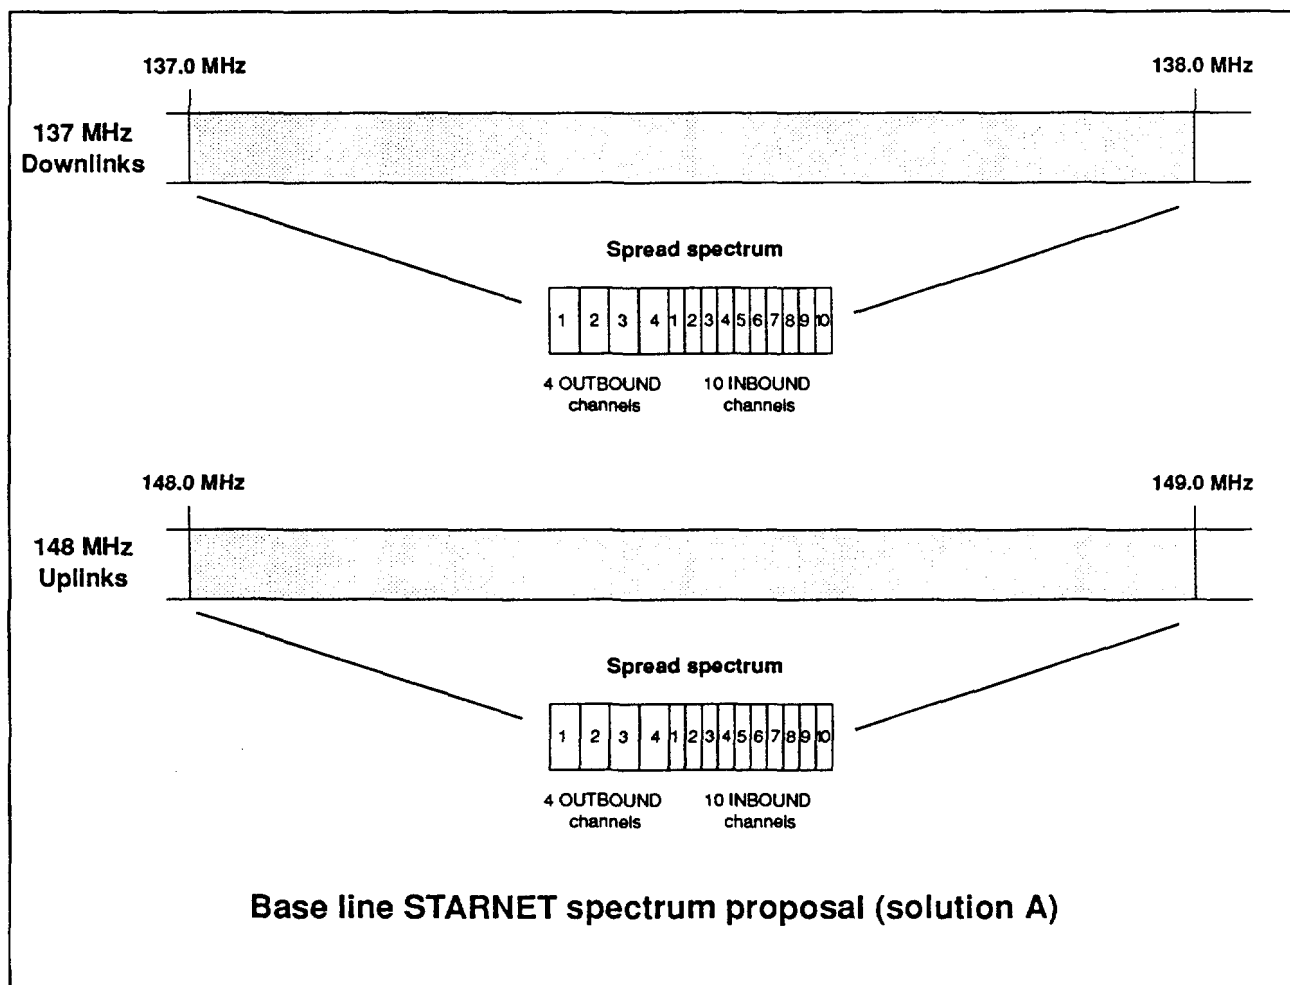 137.0 MHz
138.0 MHz
137 MHz
Downlinks
Spread spectrum
1 2 3 4 1 2 3 4 5 6 7 8 9 10
4 OUTBOUND
channels
10 INBOUND
channels
148.0 MHz
149.0 MHz
148 MHz
Uplinks
Spread spectrum
1 2 3 4 1 2 3 4 5 6 7 8 9 10
4 OUTBOUND
channels
10 INBOUND
channels
Base line STARNET spectrum proposal (solution A)